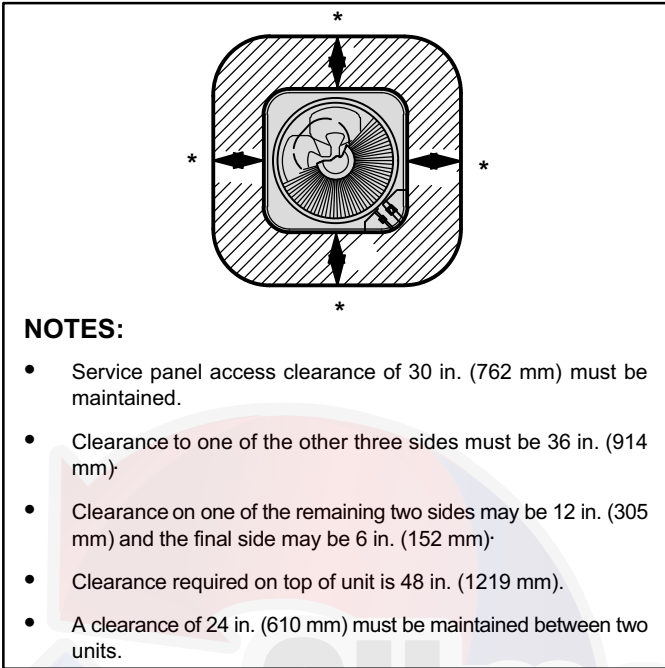 *
* *
*
NOTES:
• Service panel access clearance of 30 in. (762 mm) must be
maintained.
• Clearance to one of the other three sides must be 36 in. (914
mm)·
• Clearance on one of the remaining two sides may be 12 in. (305
mm) and the final side may be 6 in. (152 mm)·
• Clearance required on top of unit is 48 in. (1219 mm).
• A clearance of 24 in. (610 mm) must be maintained between two
units.